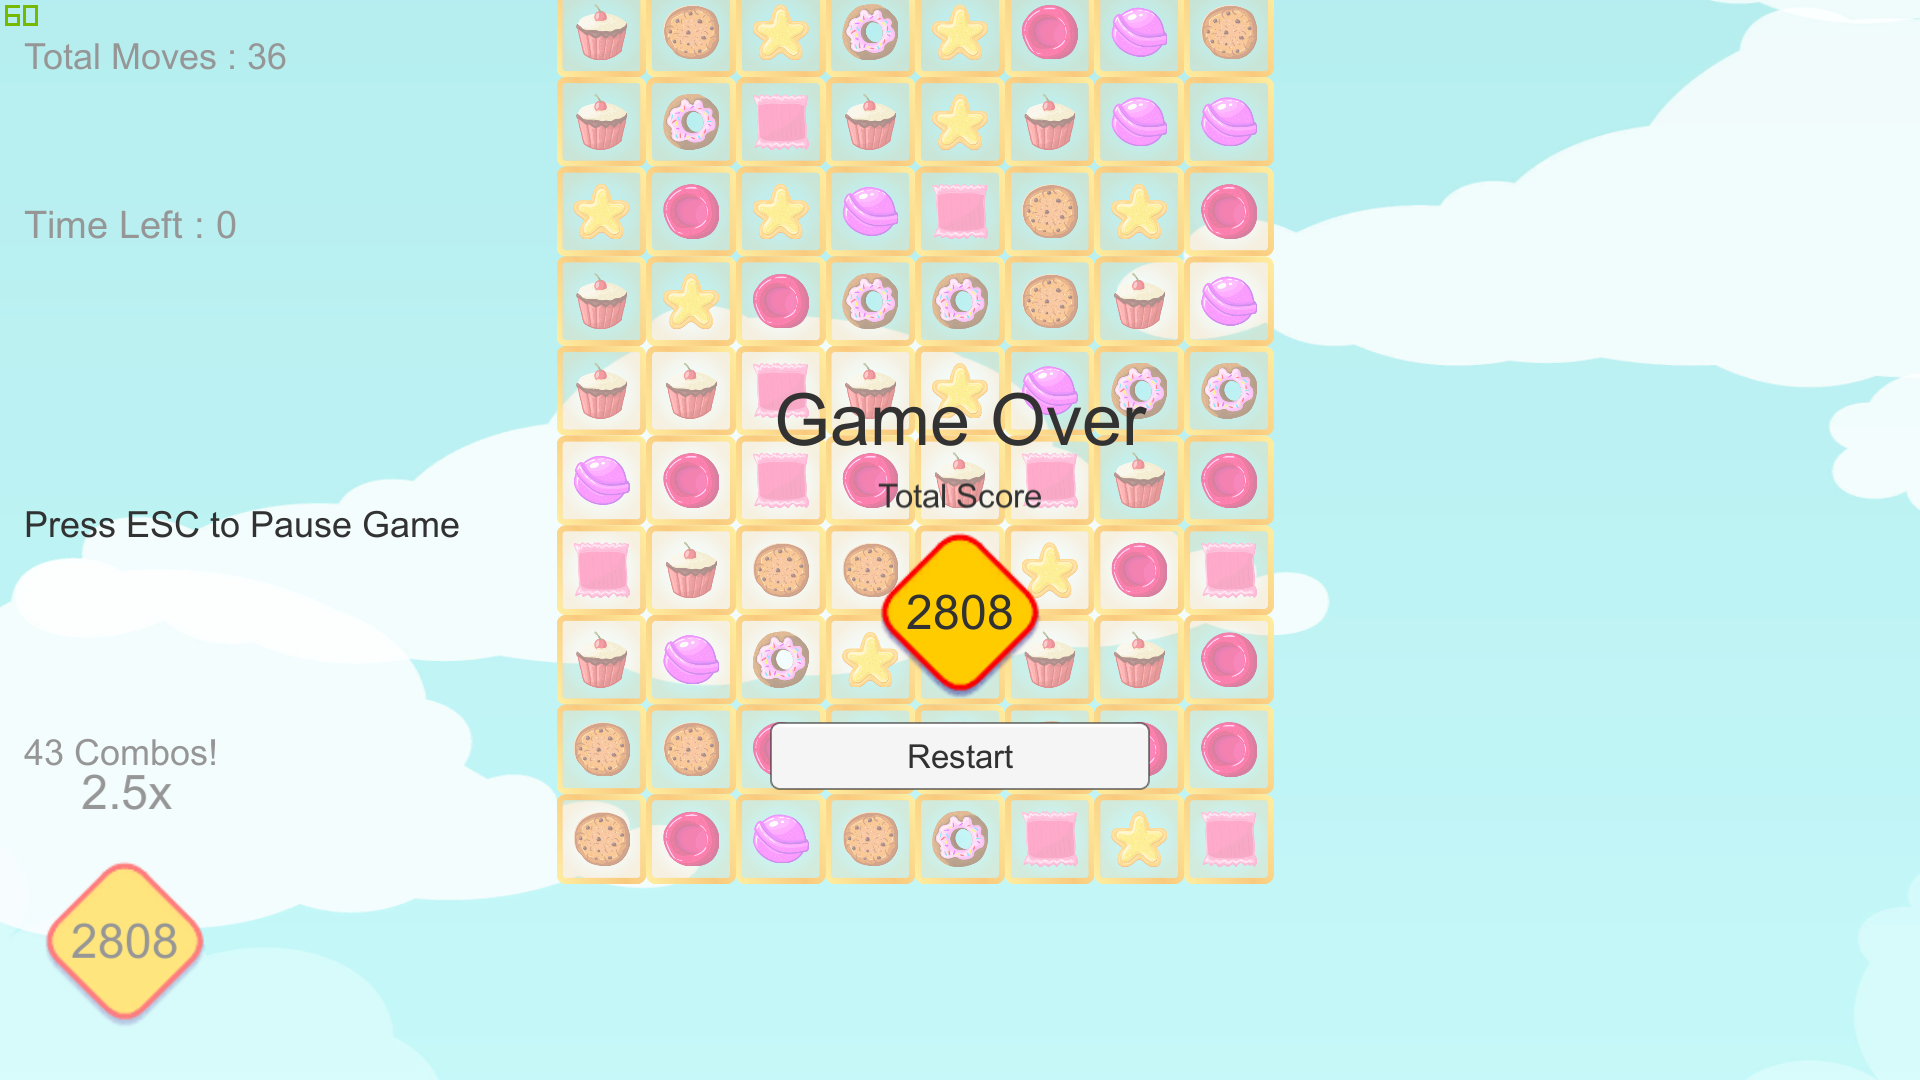 60
Total Moves : 36
Time Left : 0
Game Over
Total Score
Press ESC to Pause Game
2808
Restart
43 Combos!
2.5x
2808